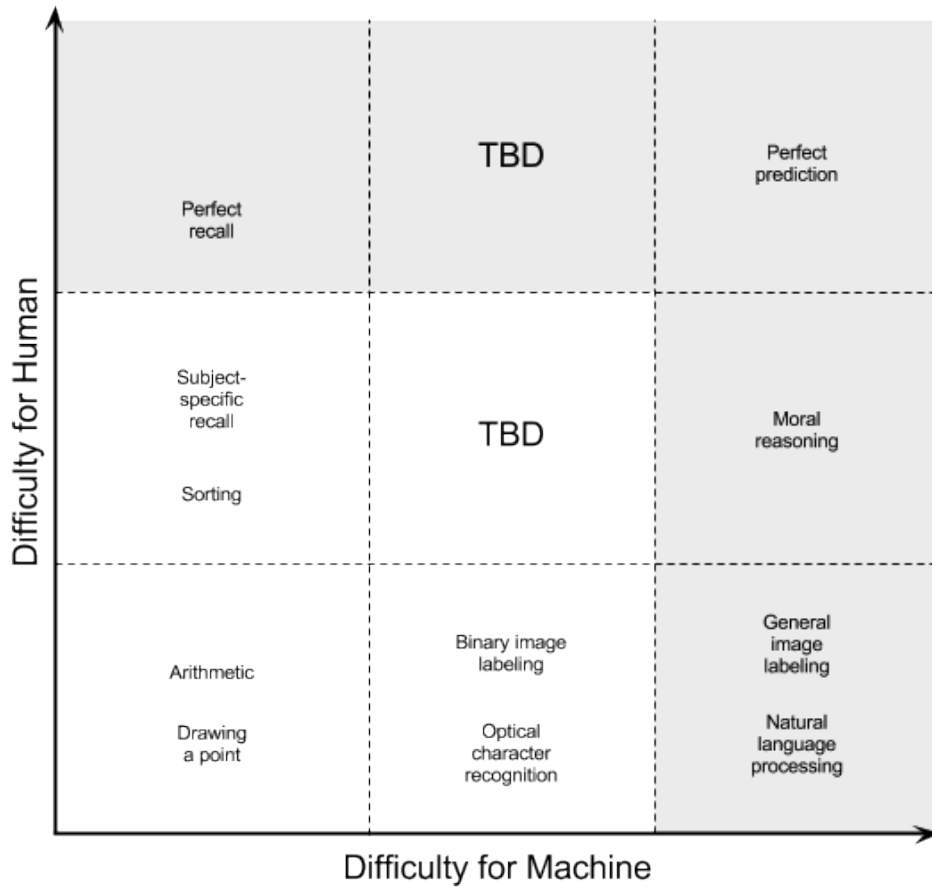 TBD
Perfect
prediction
Perfect
recall
Subject-
specific
recall
TBD
Moral
reasoning
Sorting
Difficulty for Human
Arithmetic
Drawing
a point
Binary image
labeling
Optical
character
recognition
General
image
labeling
Natural
language
processing
Difficulty for Machine